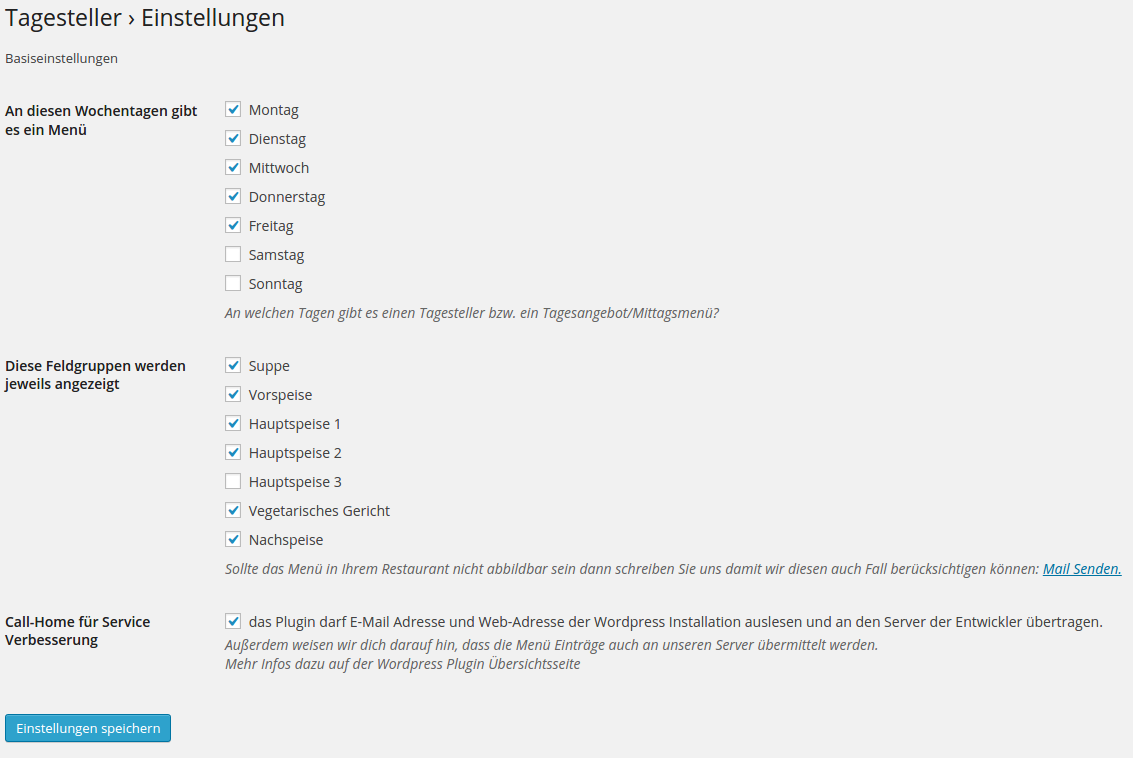 Tagesteller › Einstellungen
Basiseinstellungen
An diesen Wochentagen gibt
es ein Menü
Montag
Dienstag
Mittwoch
Donnerstag
Freitag
Samstag
Sonntag
An welchen Tagen gibt es einen Tagesteller bzw. ein Tagesangebot/Mittagsmenü?
Diese Feldgruppen werden
jeweils angezeigt
Suppe
Vorspeise
Hauptspeise 1
Hauptspeise 2
Hauptspeise 3
Vegetarisches Gericht
Nachspeise
Sollte das Menü in Ihrem Restaurant nicht abbildbar sein dann schreiben Sie uns damit wir diesen auch Fall berücksichtigen können: Mail Senden.
Call-Home für Service
Verbesserung
das Plugin darf E-Mail Adresse und Web-Adresse der Wordpress Installation auslesen und an den Server der Entwickler übertragen.
Außerdem weisen wir dich darauf hin, dass die Menü Einträge auch an unseren Server übermittelt werden.
Mehr Infos dazu auf der Wordpress Plugin Übersichtsseite
Einstellungen speichern